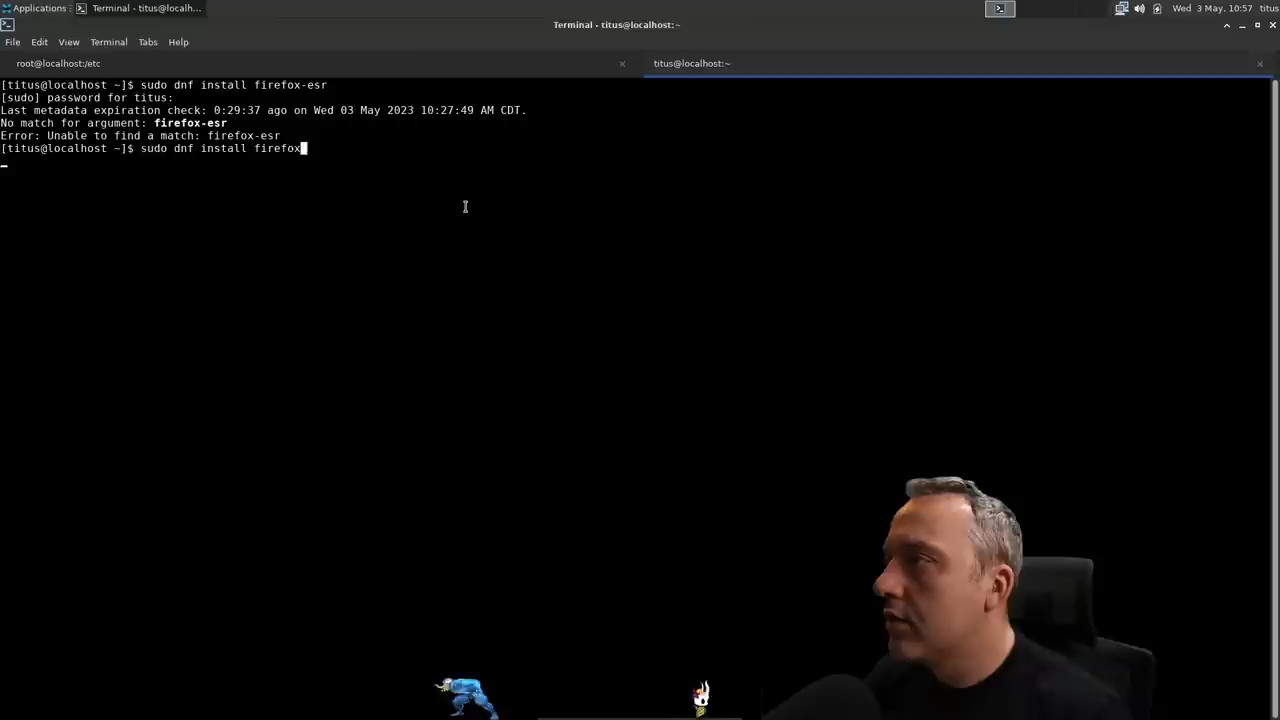 Applications
Terminal - titus@localh...
Wed 3 May, 10:57
titus
Terminal - titus@localhost:~
File Edit View Terminal Tabs Help
root@localhost:/etc
titus@localhost:~
[titus@localhost ~]$ sudo dnf install firefox-esr
[sudo] password for titus:
Last metadata expiration check: 0:29:37 ago on Wed 03 May 2023 10:27:49 AM CDT.
No match for argument: firefox-esr
Error: Unable to find a match: firefox-esr
[titus@localhost ~]$ sudo dnf install firefox